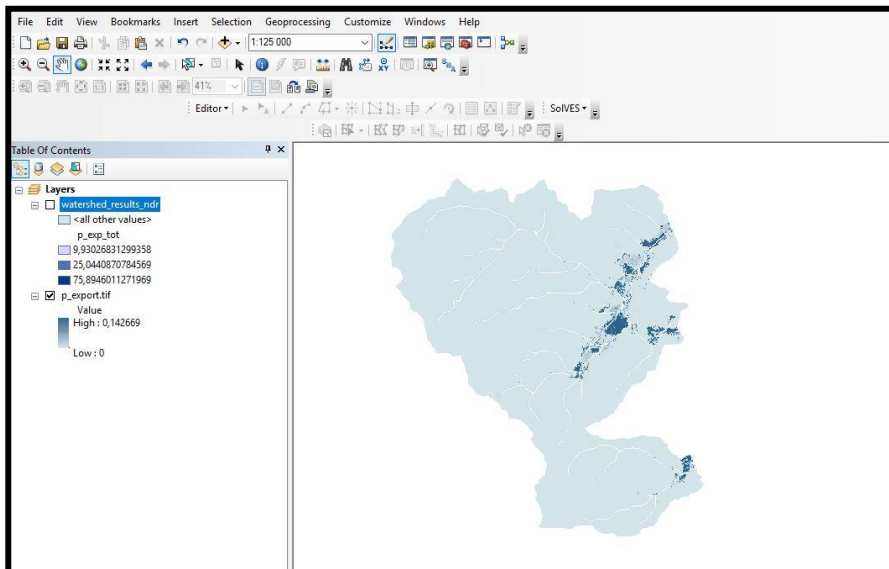 File Edit View Bookmarks Insert Selection Geoprocessing Customize Windows Help
1:125 000
41%
Editor SolVES
Table Of Contents
Layers
watershed_results_ndr
<all other values>
p_exp_tot
9,93026831299358
25,0440870784569
75,8946011271969
p_export.tif
Value
High : 0,142669
Low : 0